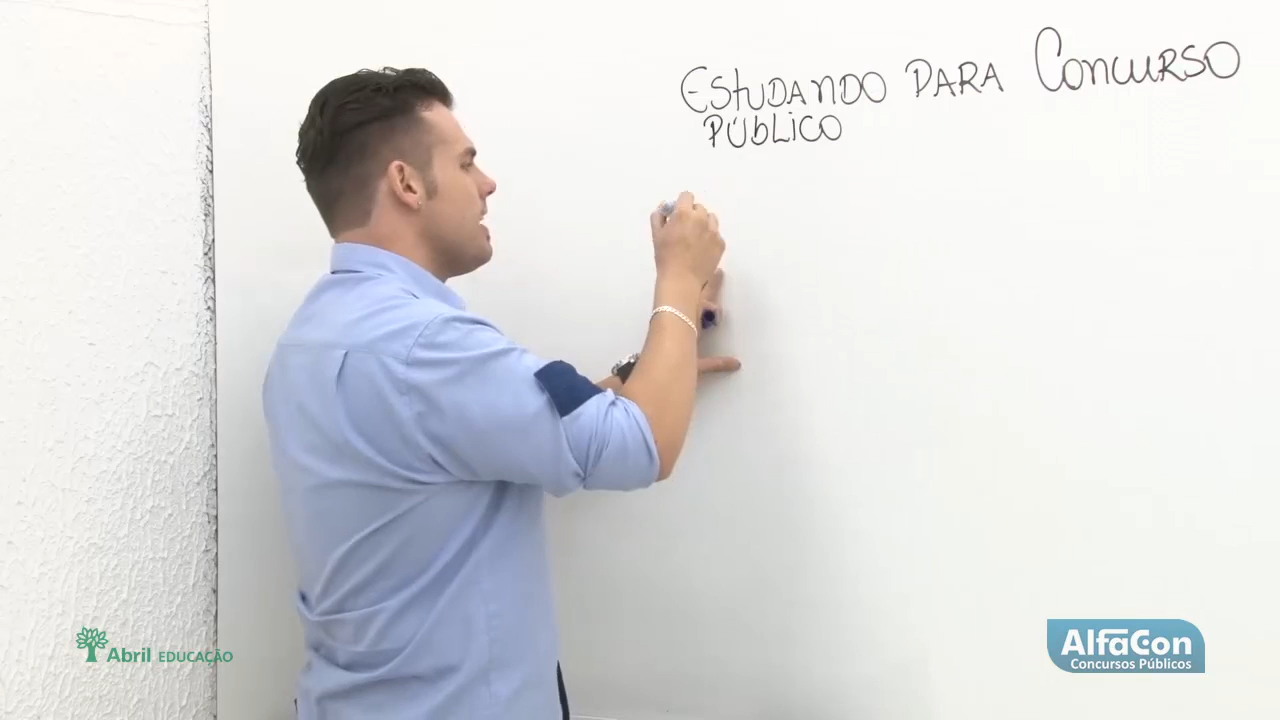 ESTUDANDO PARA CONCURSO
PÚBLICO
Abril EDUCAÇÃO
AlfaCon
Concursos Públicos